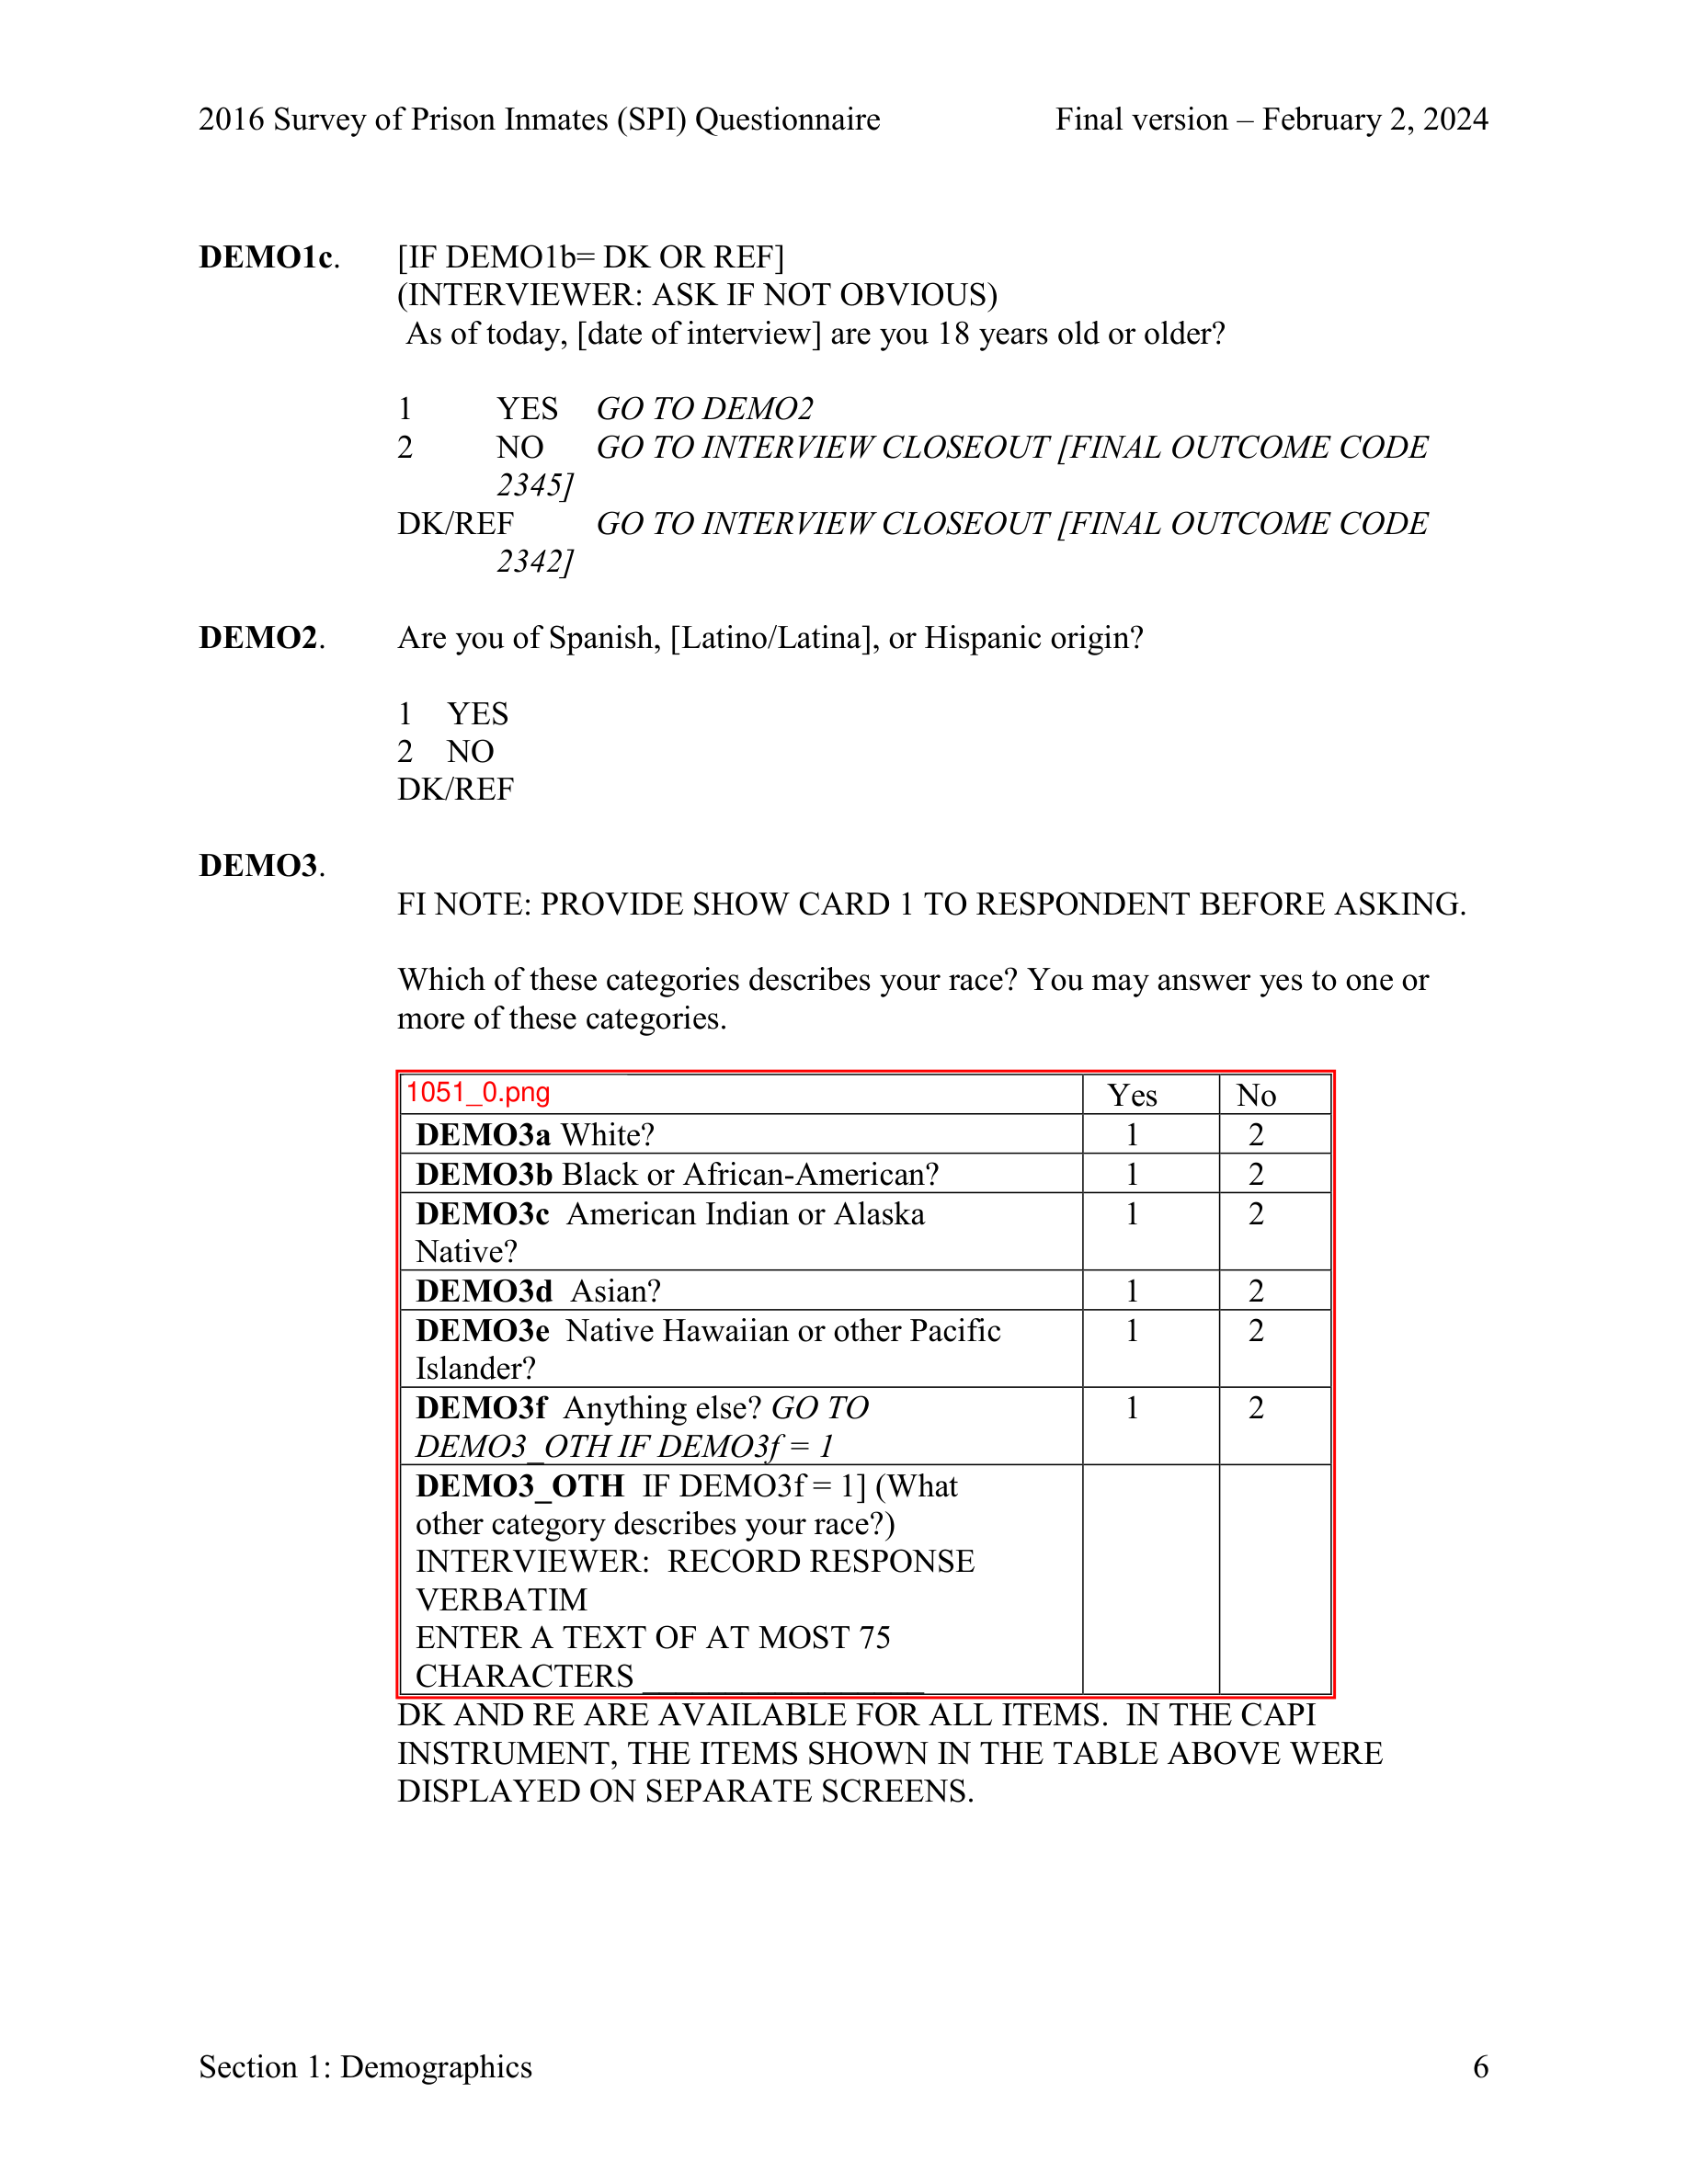 2016 Survey of Prison Inmates (SPI) Questionnaire Final version – February 2, 2024
DEMO1c. [IF DEMO1b= DK OR REF]
(INTERVIEWER: ASK IF NOT OBVIOUS)
As of today, [date of interview] are you 18 years old or older?
1 YES GO TO DEMO2
2 NO GO TO INTERVIEW CLOSEOUT [FINAL OUTCOME CODE
2345]
DK/REF GO TO INTERVIEW CLOSEOUT [FINAL OUTCOME CODE
2342]
DEMO2. Are you of Spanish, [Latino/Latina], or Hispanic origin?
1 YES
2 NO
DK/REF
DEMO3.
FI NOTE: PROVIDE SHOW CARD 1 TO RESPONDENT BEFORE ASKING.
Which of these categories describes your race? You may answer yes to one or
more of these categories.
1051_0.png Yes No
DEMO3a White? 1 2
DEMO3b Black or African-American? 1 2
DEMO3c American Indian or Alaska 1 2
Native?
DEMO3d Asian? 1 2
DEMO3e Native Hawaiian or other Pacific 1 2
Islander?
DEMO3f Anything else? GO TO 1 2
DEMO3_OTH IF DEMO3f = 1
DEMO3_OTH IF DEMO3f = 1] (What
other category describes your race?)
INTERVIEWER: RECORD RESPONSE
VERBATIM
ENTER A TEXT OF AT MOST 75
CHARACTERS _________________
DK AND RE ARE AVAILABLE FOR ALL ITEMS. IN THE CAPI
INSTRUMENT, THE ITEMS SHOWN IN THE TABLE ABOVE WERE
DISPLAYED ON SEPARATE SCREENS.
Section 1: Demographics 6